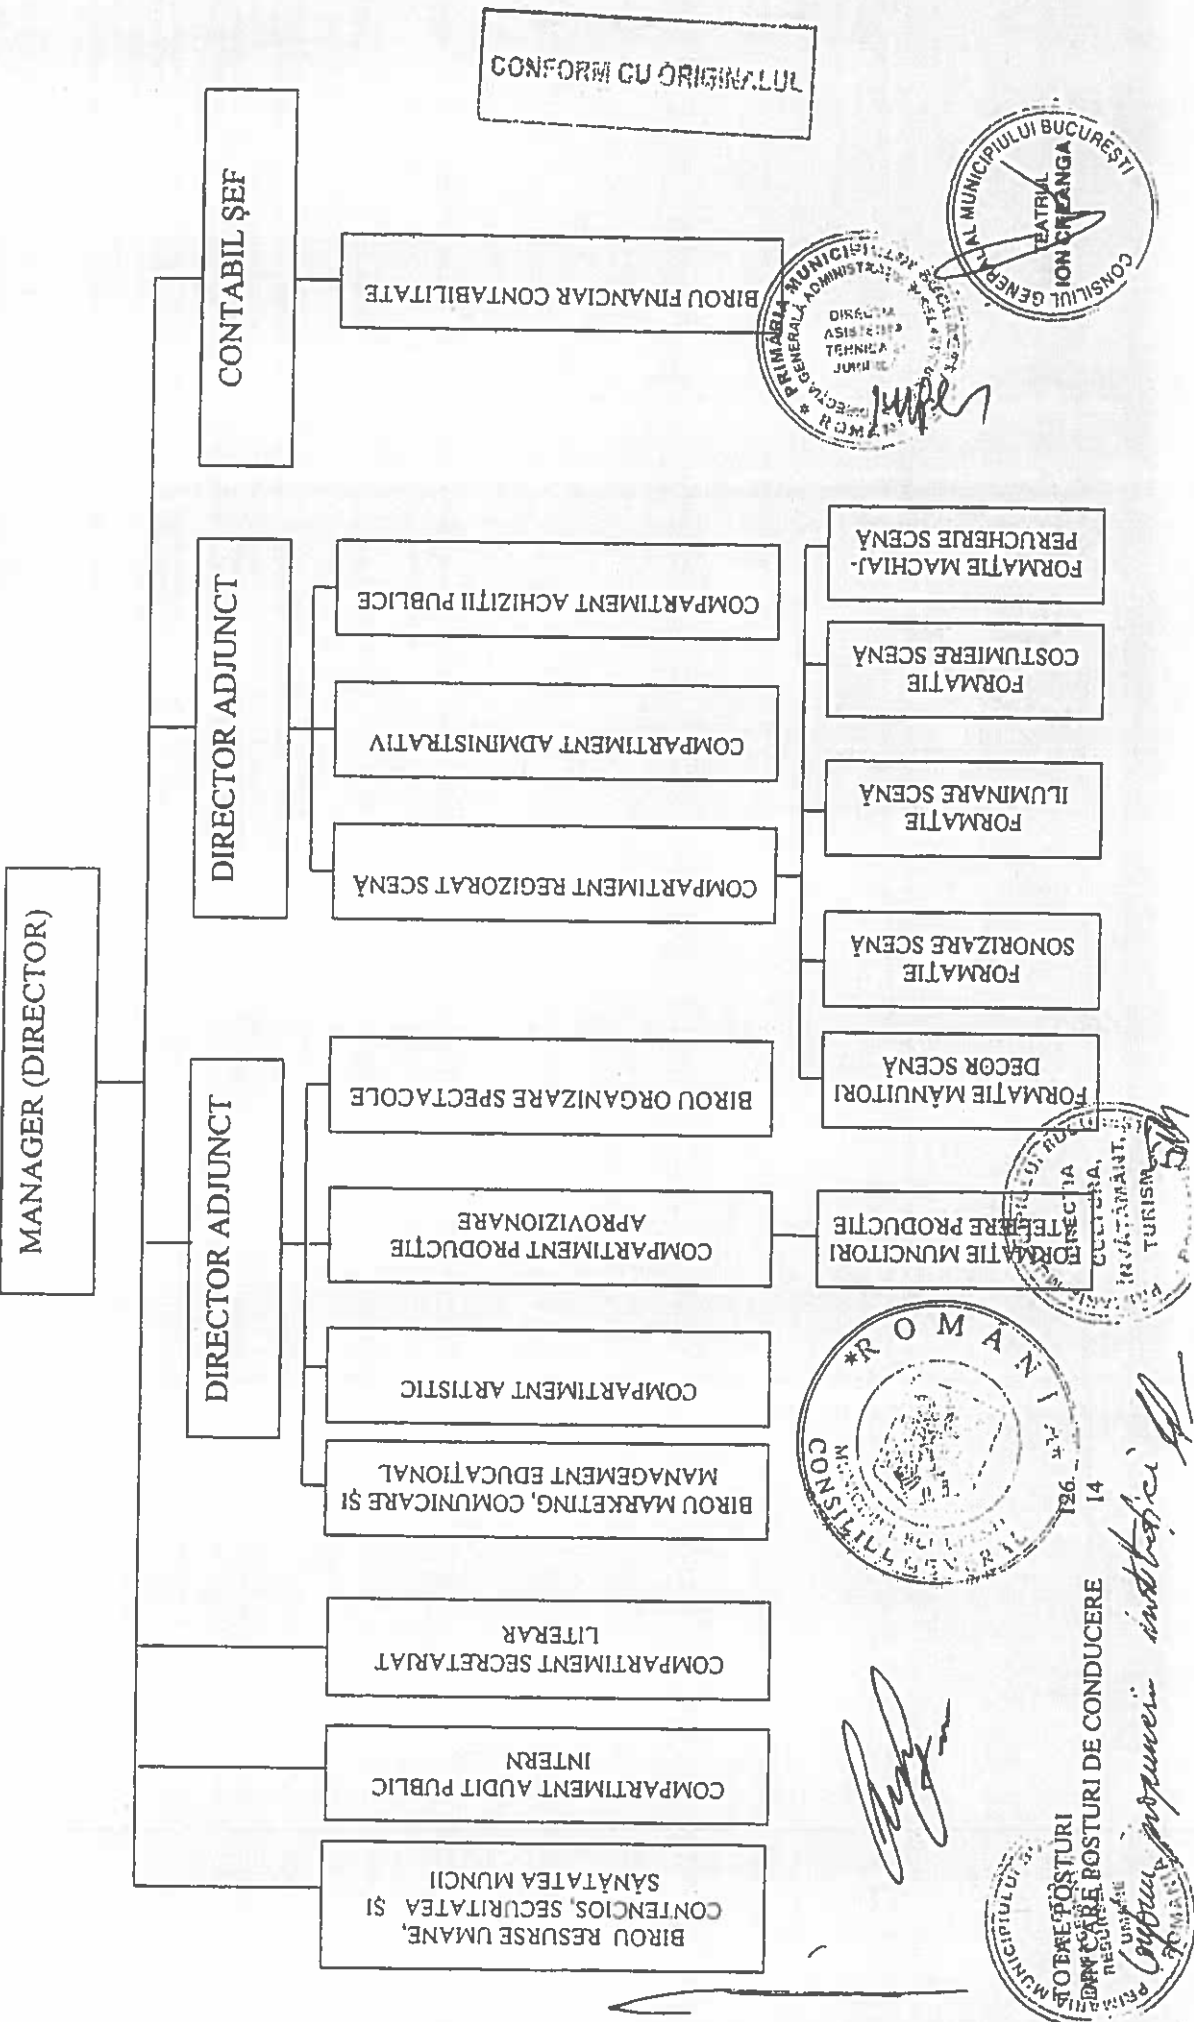 MANAGER (DIRECTOR)
DIRECTOR ADJUNCT
DIRECTOR ADJUNCT
CONTABIL ŞEF
BIROU RESURSE UMANE,
CONTENCIOS, SECURITATEA ŞI
SĂNĂTATEA MUNCII
COMPARTIMENT AUDIT PUBLIC
INTERN
COMPARTIMENT SECRETARIAT
LITERAR
BIROU MARKETING, COMUNICARE ŞI
MANAGEMENT EDUCAŢIONAL
COMPARTIMENT ARTISTIC
COMPARTIMENT PRODUCŢIE
APROVIZIONARE
BIROU ORGANIZARE SPECTACOLE
COMPARTIMENT REGIZORAT SCENĂ
COMPARTIMENT ADMINISTRATIV
COMPARTIMENT ACHIZIŢII PUBLICE
BIROU FINANCIAR CONTABILITATE
FORMAŢIE MUNCITORI
ATELIERE PRODUCŢIE
FORMAŢIE MÂNUITORI
DECOR SCENĂ
FORMAŢIE
SONORIZARE SCENĂ
FORMAŢIE
ILUMINARE SCENĂ
FORMAŢIE
COSTUMIERE SCENĂ
FORMAŢIE MACHIAJ-
PERUCHERIE SCENĂ
TOTAL POSTURI 126
DIN CARE POSTURI DE CONDUCERE 14
CONFORM CU ORIGINALUL
CONSILIUL GENERAL AL MUNICIPIULUI BUCUREŞTI
TEATRUL
ION CREANGA
PRIMĂRIA MUNICIPIULUI
DIRECŢIA GENERALĂ ADMINISTRAŢIE
DIRECŢIA
ASISTENŢĂ
TEHNICĂ
ROMÂNIA
CONSILIUL GENERAL
MUNICIPIUL BUCUREŞTI
DIRECŢIA
CULTURĂ,
ÎNVĂŢĂMÂNT,
TURISM
PRIMĂRIA MUNICIPIULUI
ROMANIA